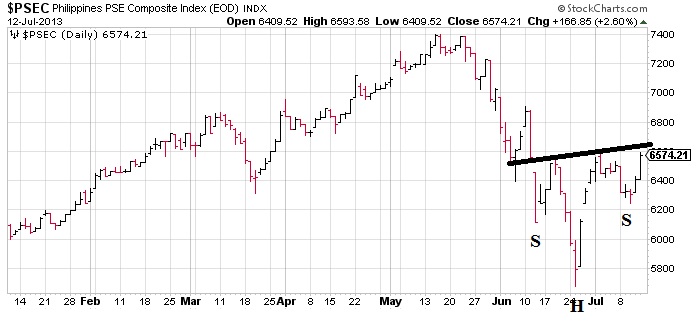 $PSEC Philippines PSE Composite Index (EOD) INDX © StockCharts.com
12-Jul-2013 Open 6409.52 High 6593.58 Low 6409.52 Close 6574.21 Chg +166.85 (+2.60%)
$PSEC (Daily) 6574.21
7400
7200
7000
6800
6574.21
6400
6200
6000
5800
S
S
H
14 21 28 Feb 11 18 25 Mar 11 18 25 Apr 8 15 22 May 13 20 27 Jun 10 17 24 Jul 8